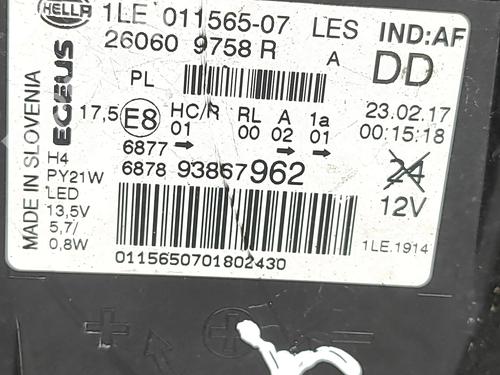 HELLA
1LE 011565-07 LES IND:AF
26060 9758 R A DD
PL
17,5 E8 HC/R RL A 1a 23.02.17
01 00 02 01 00:15:18
6877
6878 93867962 24
12V
H4
PY21W
LED
13,5V
5,7/
0,8W
1LE.1914
0115650701802430
MADE IN SLOVENIA